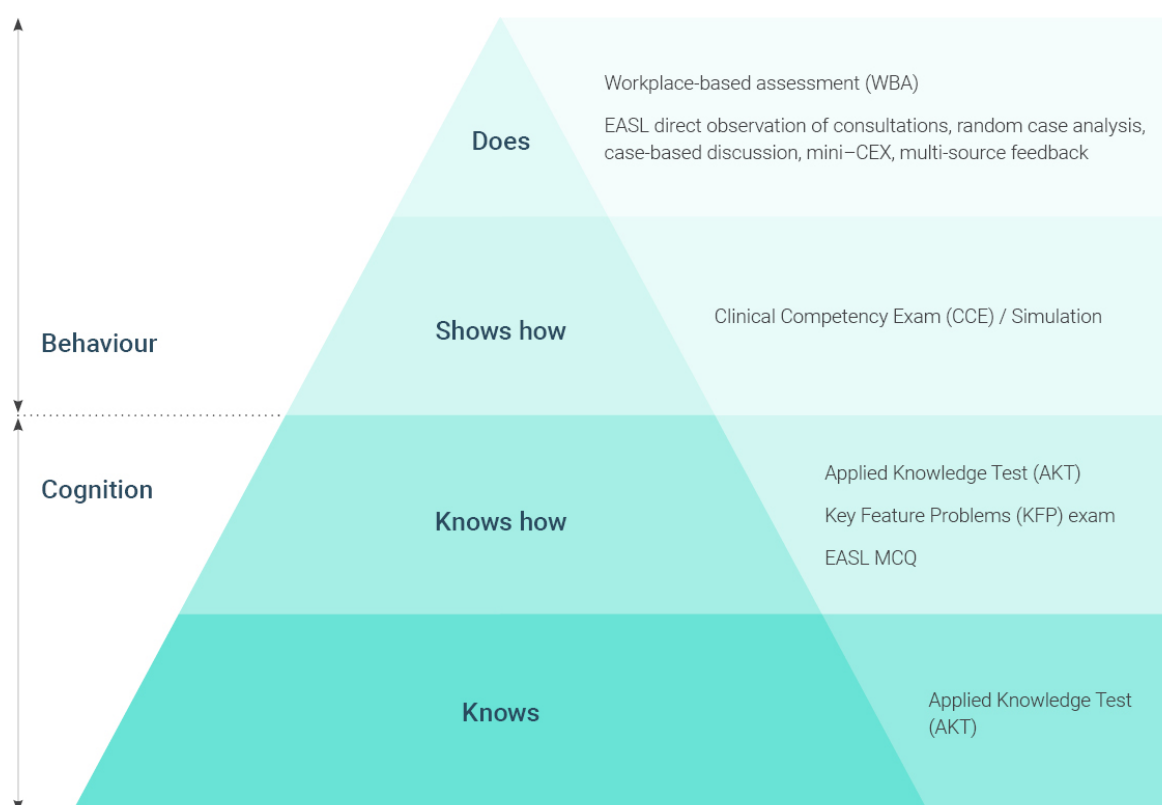 Does
Workplace-based assessment (WBA)
EASL direct observation of consultations, random case analysis,
case-based discussion, mini–CEX, multi-source feedback
Behaviour
Shows how
Clinical Competency Exam (CCE) / Simulation
Cognition
Knows how
Applied Knowledge Test (AKT)
Key Feature Problems (KFP) exam
EASL MCQ
Knows
Applied Knowledge Test
(AKT)